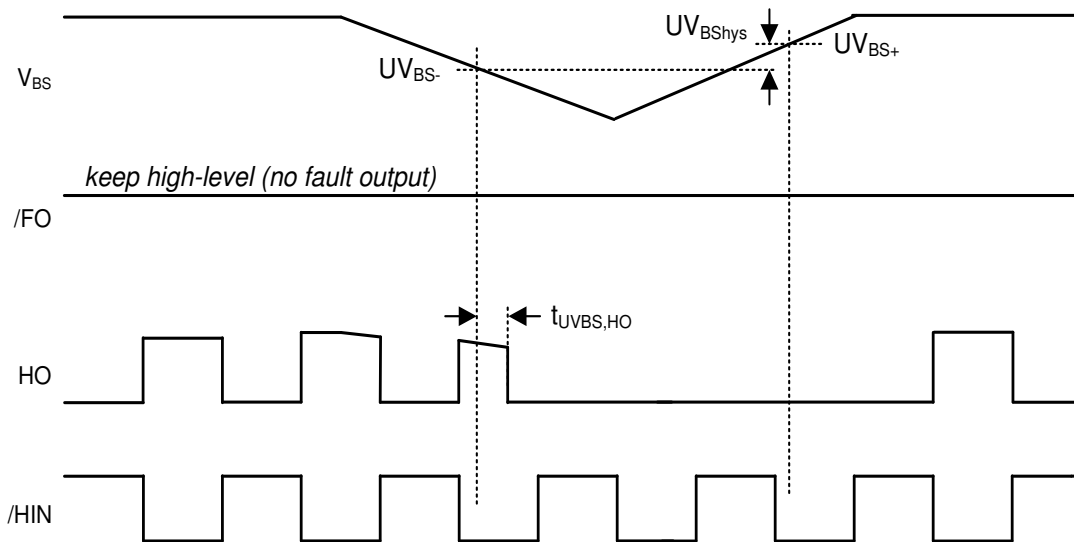 UVBShys
UVBS+
UVBS-
VBS
keep high-level (no fault output)
/FO
tUVBS,HO
HO
/HIN